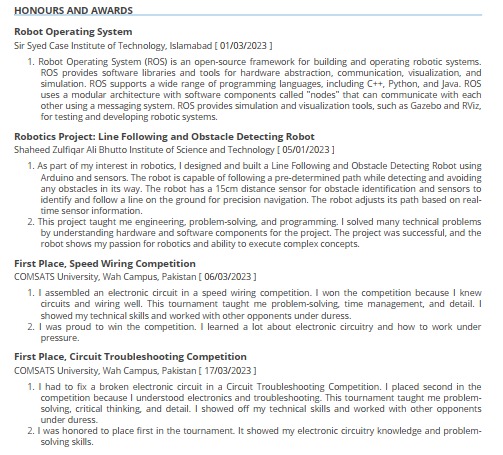 HONOURS AND AWARDS
Robot Operating System
Sir Syed Case Institute of Technology, Islamabad [ 01/03/2023 ]
1. Robot Operating System (ROS) is an open-source framework for building and operating robotic systems.
ROS provides software libraries and tools for hardware abstraction, communication, visualization, and
simulation. ROS supports a wide range of programming languages, including C++, Python, and Java. ROS
uses a modular architecture with software components called "nodes" that can communicate with each
other using a messaging system. ROS provides simulation and visualization tools, such as Gazebo and RViz,
for testing and developing robotic systems.
Robotics Project: Line Following and Obstacle Detecting Robot
Shaheed Zulfiqar Ali Bhutto Institute of Science and Technology [ 05/01/2023 ]
1. As part of my interest in robotics, I designed and built a Line Following and Obstacle Detecting Robot using
Arduino and sensors. The robot is capable of following a pre-determined path while detecting and avoiding
any obstacles in its way. The robot has a 15cm distance sensor for obstacle identification and sensors to
identify and follow a line on the ground for precision navigation. The robot adjusts its path based on real-
time sensor information.
2. This project taught me engineering, problem-solving, and programming. I solved many technical problems
by understanding hardware and software components for the project. The project was successful, and the
robot shows my passion for robotics and ability to execute complex concepts.
First Place, Speed Wiring Competition
COMSATS University, Wah Campus, Pakistan [ 06/03/2023 ]
1. I assembled an electronic circuit in a speed wiring competition. I won the competition because I knew
circuits and wiring well. This tournament taught me problem-solving, time management, and detail. I
showed my technical skills and worked with other opponents under duress.
2. I was proud to win the competition. I learned a lot about electronic circuitry and how to work under
pressure.
First Place, Circuit Troubleshooting Competition
COMSATS University, Wah Campus, Pakistan [ 17/03/2023 ]
1. I had to fix a broken electronic circuit in a Circuit Troubleshooting Competition. I placed second in the
competition because I understood electronics and troubleshooting. This tournament taught me problem-
solving, critical thinking, and detail. I showed off my technical skills and worked with other opponents
under duress.
2. I was honored to place first in the tournament. It showed my electronic circuitry knowledge and problem-
solving skills.